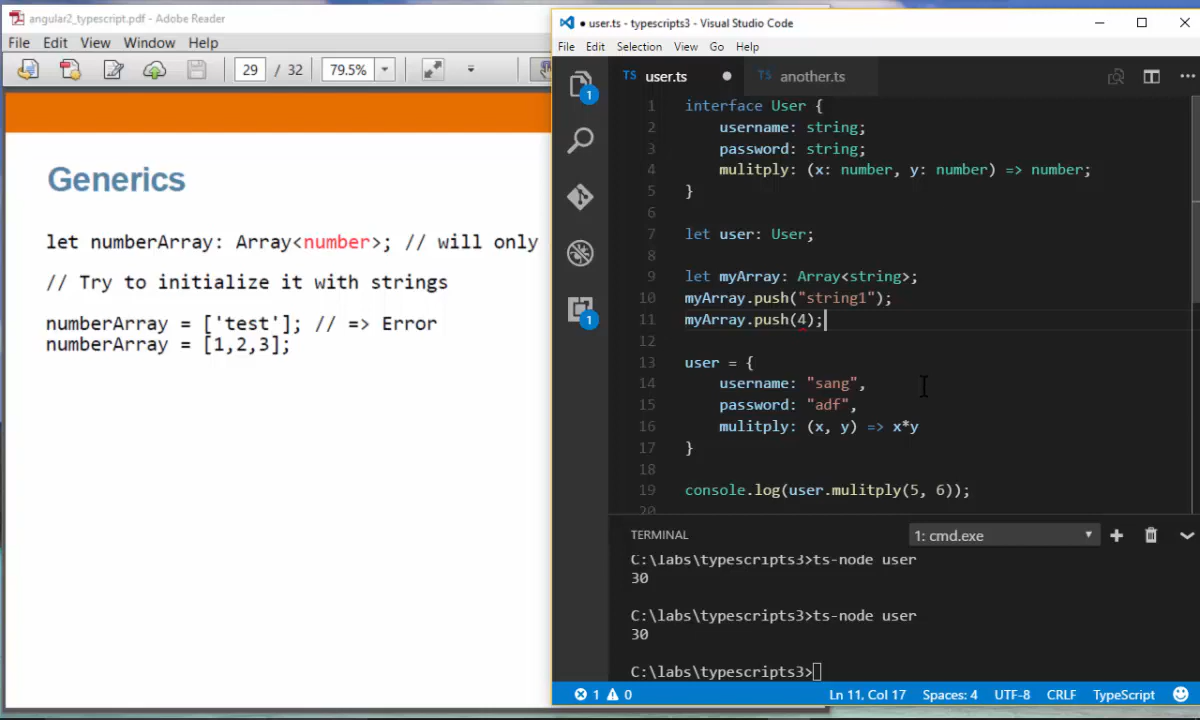 angular2_typescript.pdf - Adobe Reader
File Edit View Window Help
29 / 32 79.5%
Generics
let numberArray: Array<number>; // will only
// Try to initialize it with strings
numberArray = ['test']; // => Error
numberArray = [1,2,3];
● user.ts - typescripts3 - Visual Studio Code
File Edit Selection View Go Help
1
1
TS user.ts ● TS another.ts
1 interface User {
2 username: string;
3 password: string;
4 mulitply: (x: number, y: number) => number;
5 }
6
7 let user: User;
8
9 let myArray: Array<string>;
10 myArray.push("string1");
11 myArray.push(4);
12
13 user = {
14 username: "sang",
15 password: "adf",
16 mulitply: (x, y) => x*y
17 }
18
19 console.log(user.mulitply(5, 6));
20
TERMINAL 1: cmd.exe
C:\labs\typescripts3>ts-node user
30
C:\labs\typescripts3>ts-node user
30
C:\labs\typescripts3>
1 0 Ln 11, Col 17 Spaces: 4 UTF-8 CRLF TypeScript